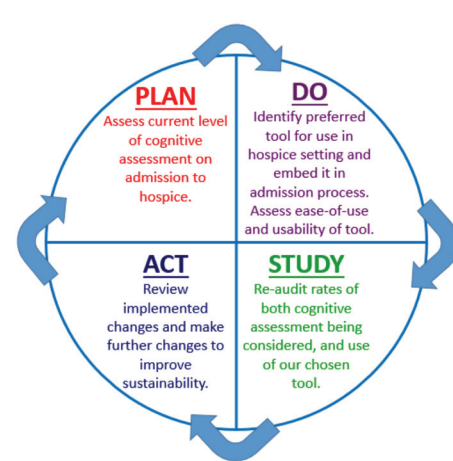 PLAN
Assess current level
of cognitive
assessment on
admission to
hospice.
DO
Identify preferred
tool for use in
hospice setting and
embed it in
admission process.
Assess ease-of-use
and usability of tool.
ACT
Review
implemented
changes and make
further changes to
improve
sustainability.
STUDY
Re-audit rates of
both cognitive
assessment being
considered, and use
of our chosen
tool.